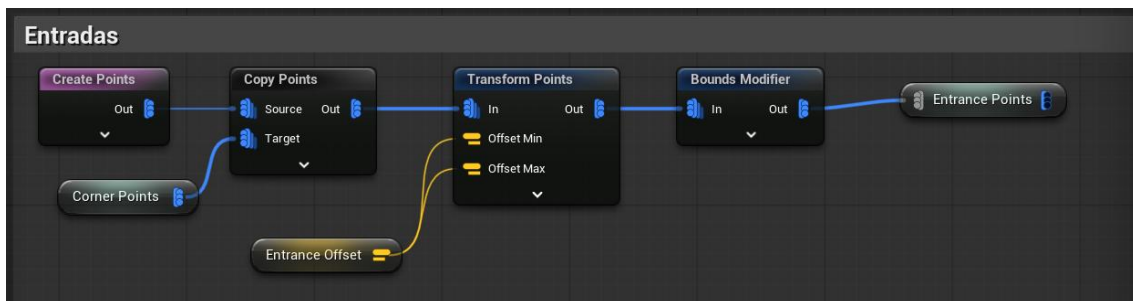 Entradas
Create Points
Out
Copy Points
Source Out
Target
Transform Points
In Out
Offset Min
Offset Max
Bounds Modifier
In Out
Entrance Points
Corner Points
Entrance Offset